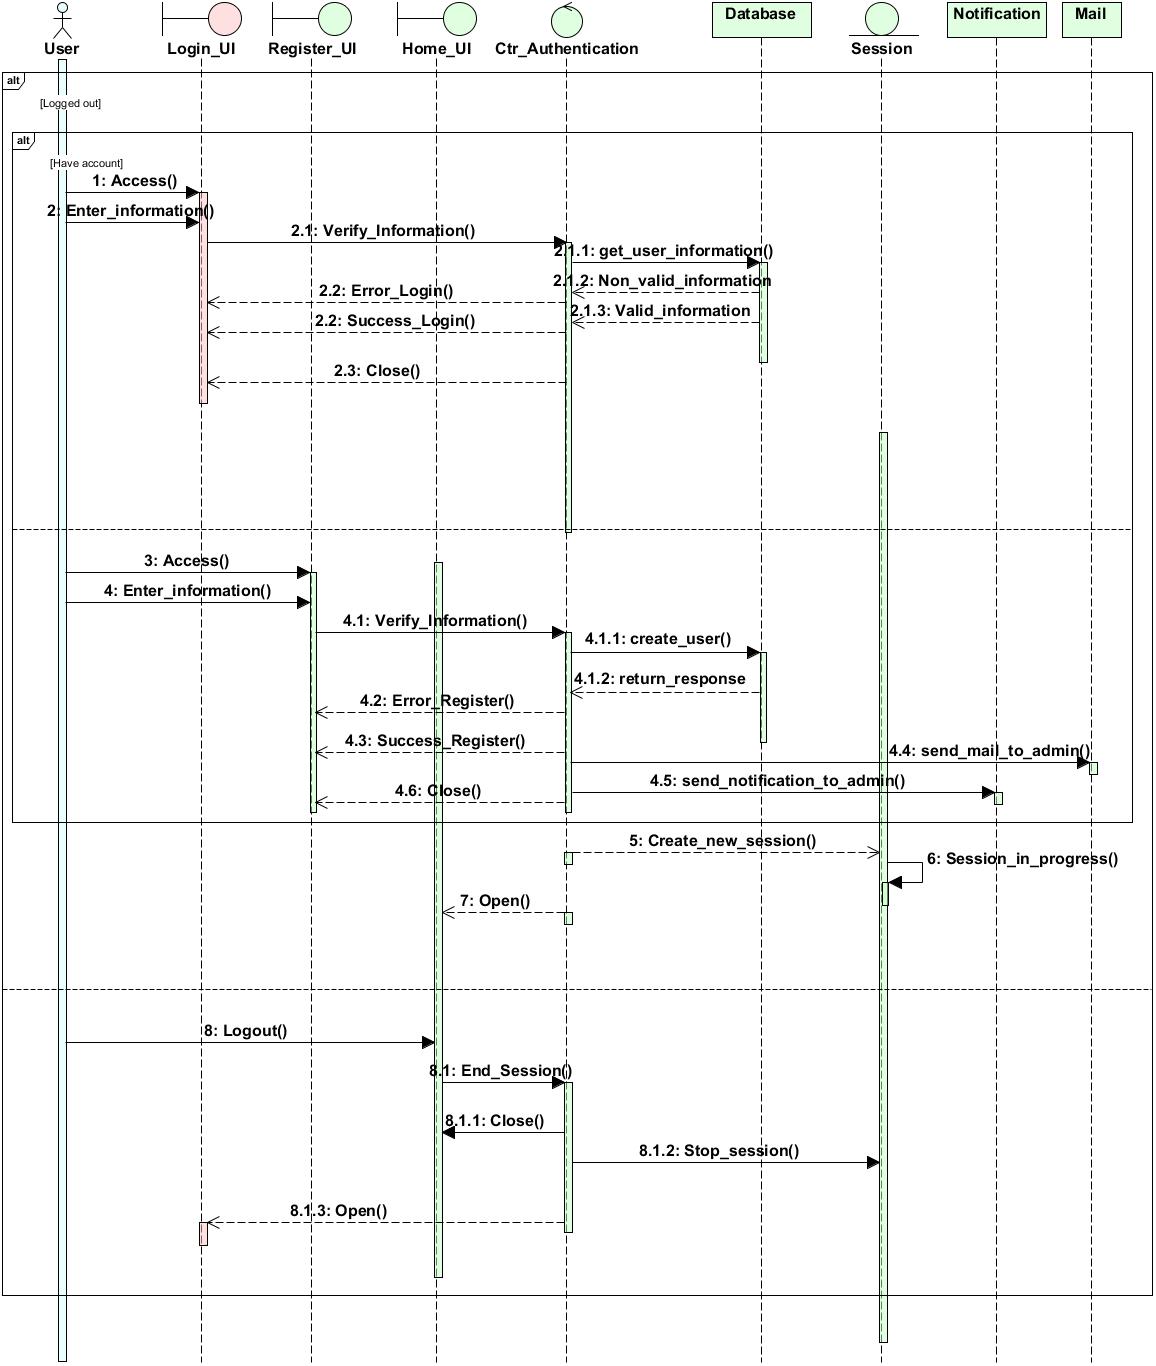 User
Login_UI
Register_UI
Home_UI
Ctr_Authentication
Database
Session
Notification
Mail
alt
[Logged out]
alt
[Have account]
1: Access()
2: Enter_information()
2.1: Verify_Information()
2.1.1: get_user_information()
2.1.2: Non_valid_information
2.2: Error_Login()
2.1.3: Valid_information
2.2: Success_Login()
2.3: Close()
3: Access()
4: Enter_information()
4.1: Verify_Information()
4.1.1: create_user()
4.1.2: return_response
4.2: Error_Register()
4.3: Success_Register()
4.4: send_mail_to_admin()
4.5: send_notification_to_admin()
4.6: Close()
5: Create_new_session()
6: Session_in_progress()
7: Open()
8: Logout()
8.1: End_Session()
8.1.1: Close()
8.1.2: Stop_session()
8.1.3: Open()